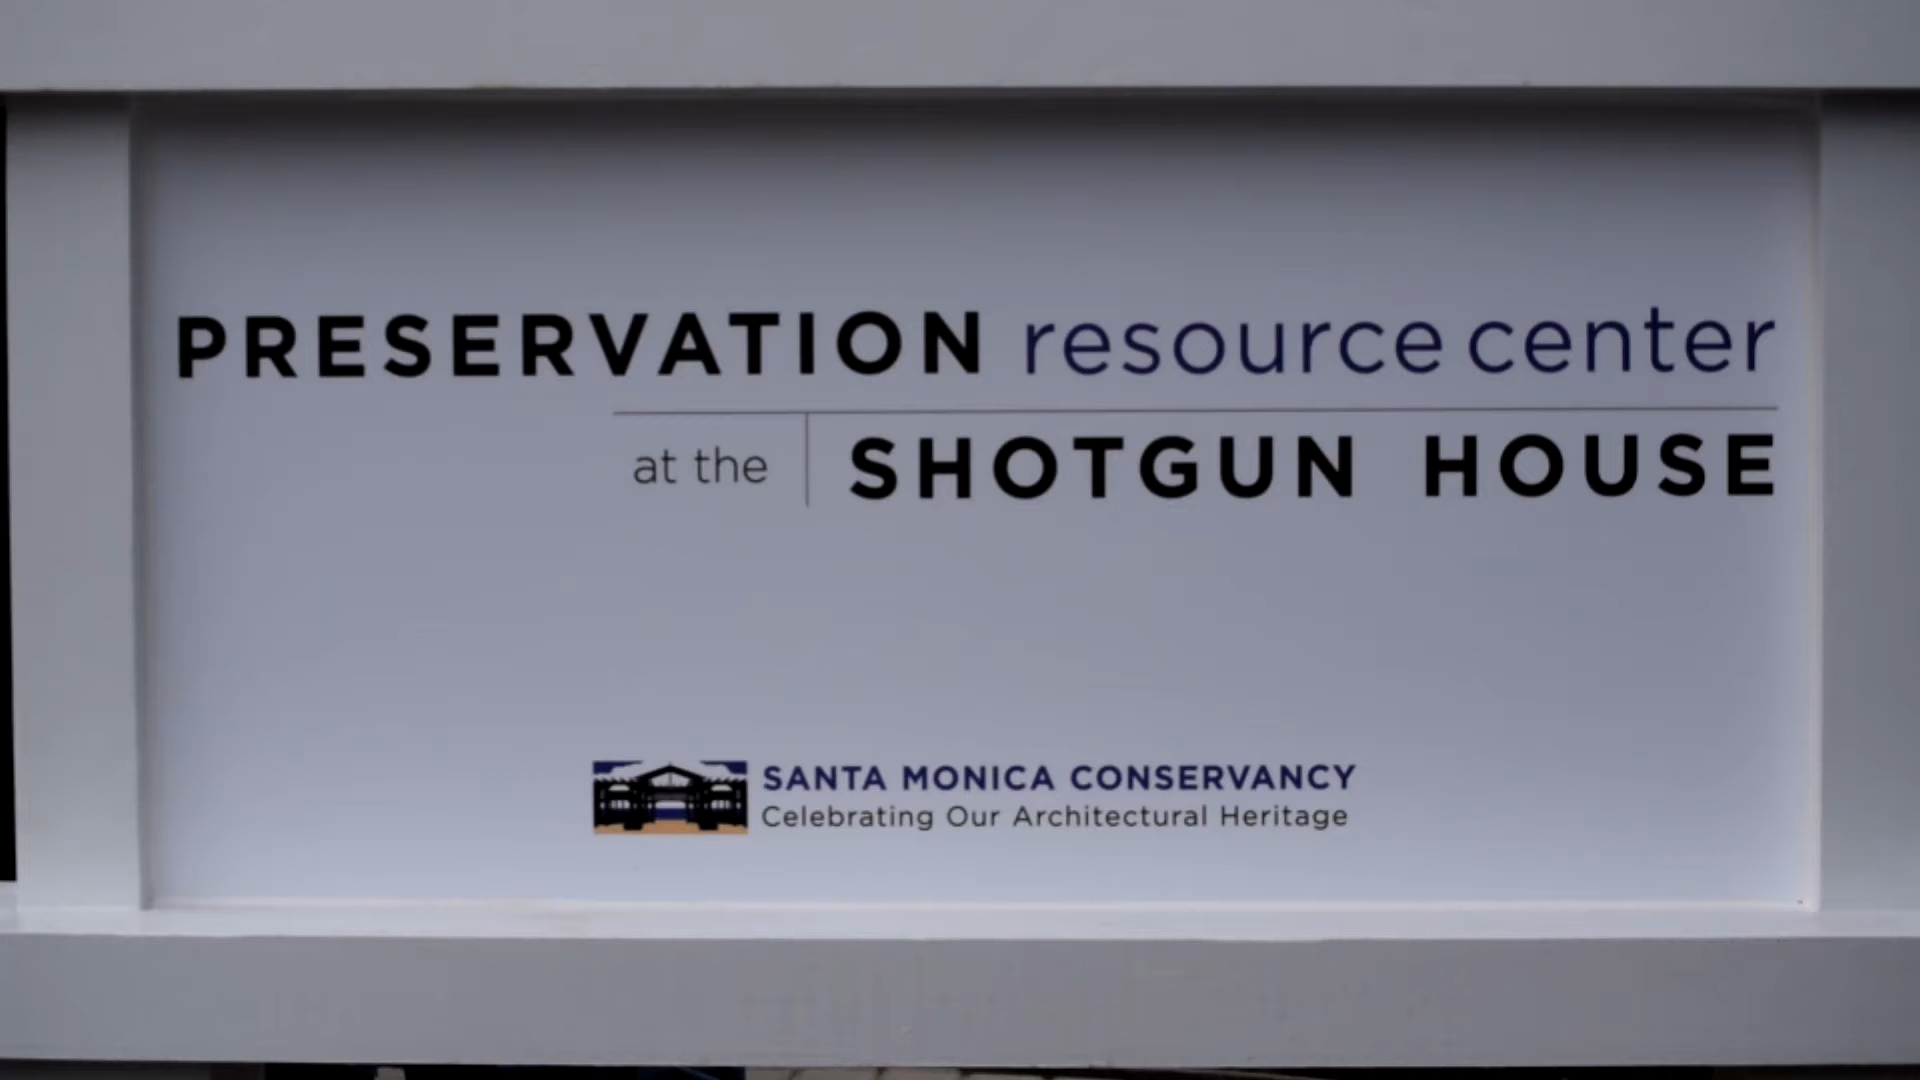 PRESERVATION resource center
at the SHOTGUN HOUSE
SANTA MONICA CONSERVANCY
Celebrating Our Architectural Heritage